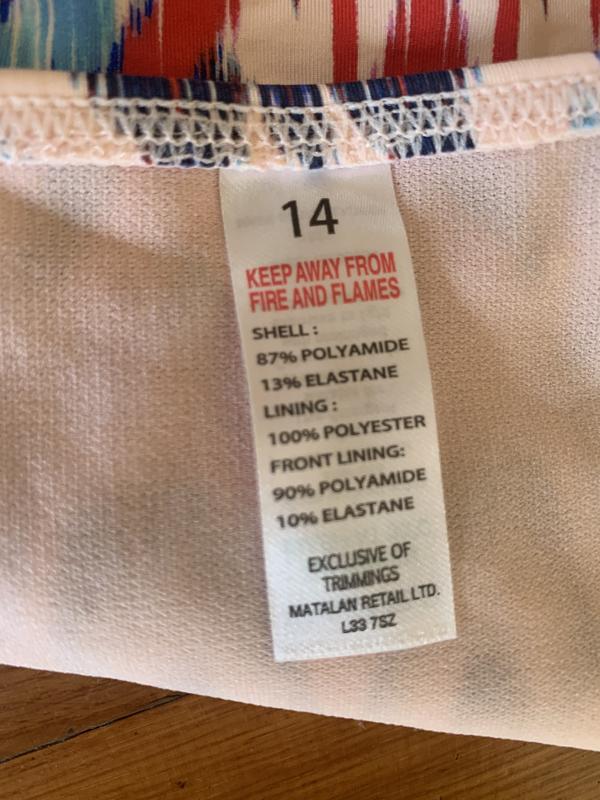 14
KEEP AWAY FROM
FIRE AND FLAMES
SHELL :
87% POLYAMIDE
13% ELASTANE
LINING :
100% POLYESTER
FRONT LINING:
90% POLYAMIDE
10% ELASTANE
EXCLUSIVE OF
TRIMMINGS
MATALAN RETAIL LTD.
L33 7SZ